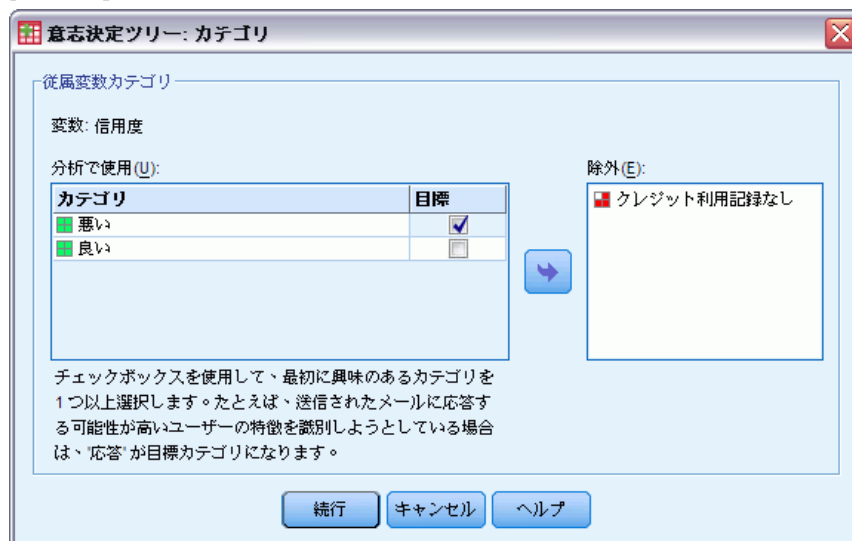 意志決定ツリー: カテゴリ
従属変数カテゴリ
変数: 信用度
分析で使用(U):
カテゴリ 目標
悪い
良い
除外(E):
クレジット利用記録なし
チェックボックスを使用して、最初に興味のあるカテゴリを
1つ以上選択します。たとえば、送信されたメールに応答す
る可能性が高いユーザーの特徴を識別しようとしている場合
は、"応答" が目標カテゴリになります。
続行 キャンセル ヘルプ